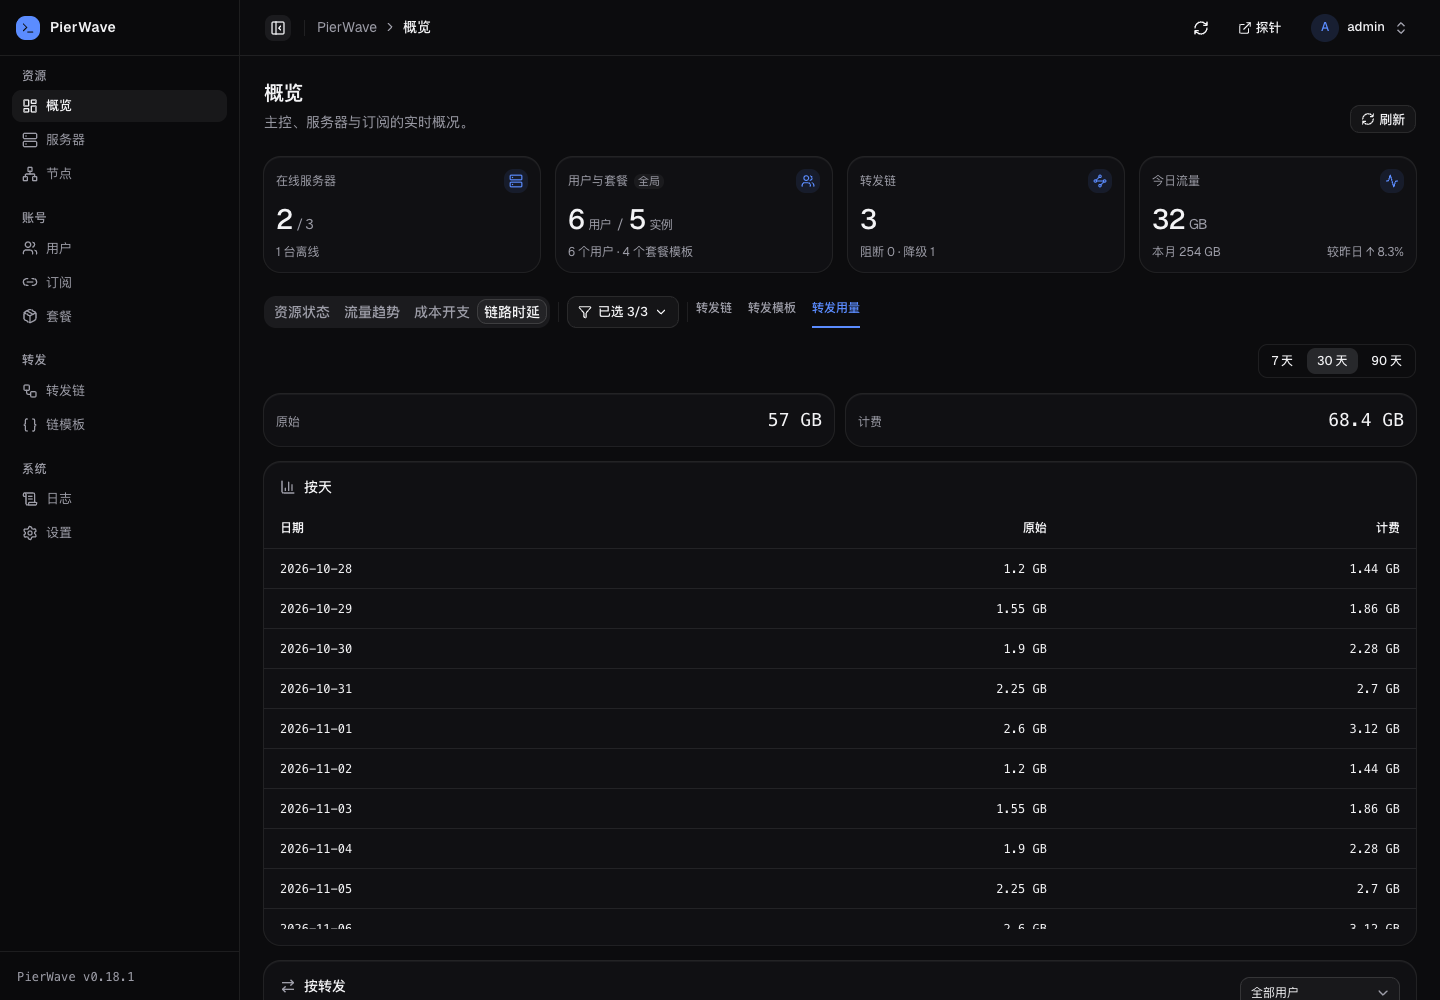 PierWave
PierWave > 概览
探针
A admin
资源
概览
服务器
节点
账号
用户
订阅
套餐
转发
转发链
链模板
系统
日志
设置
PierWave v0.18.1
概览
主控、服务器与订阅的实时概况。
刷新
在线服务器
2 / 3
1 台离线
用户与套餐 全局
6 用户 / 5 实例
6 个用户 · 4 个套餐模板
转发链
3
阻断 0 · 降级 1
今日流量
32 GB
本月 254 GB 较昨日 ↑ 8.3%
资源状态 流量趋势 成本开支 链路时延 已选 3/3 转发链 转发模板 转发用量
7 天 30 天 90 天
原始 57 GB
计费 68.4 GB
按天
日期 原始 计费
2026-10-28 1.2 GB 1.44 GB
2026-10-29 1.55 GB 1.86 GB
2026-10-30 1.9 GB 2.28 GB
2026-10-31 2.25 GB 2.7 GB
2026-11-01 2.6 GB 3.12 GB
2026-11-02 1.2 GB 1.44 GB
2026-11-03 1.55 GB 1.86 GB
2026-11-04 1.9 GB 2.28 GB
2026-11-05 2.25 GB 2.7 GB
2026-11-06 2.6 GB 3.12 GB
按转发
全部用户